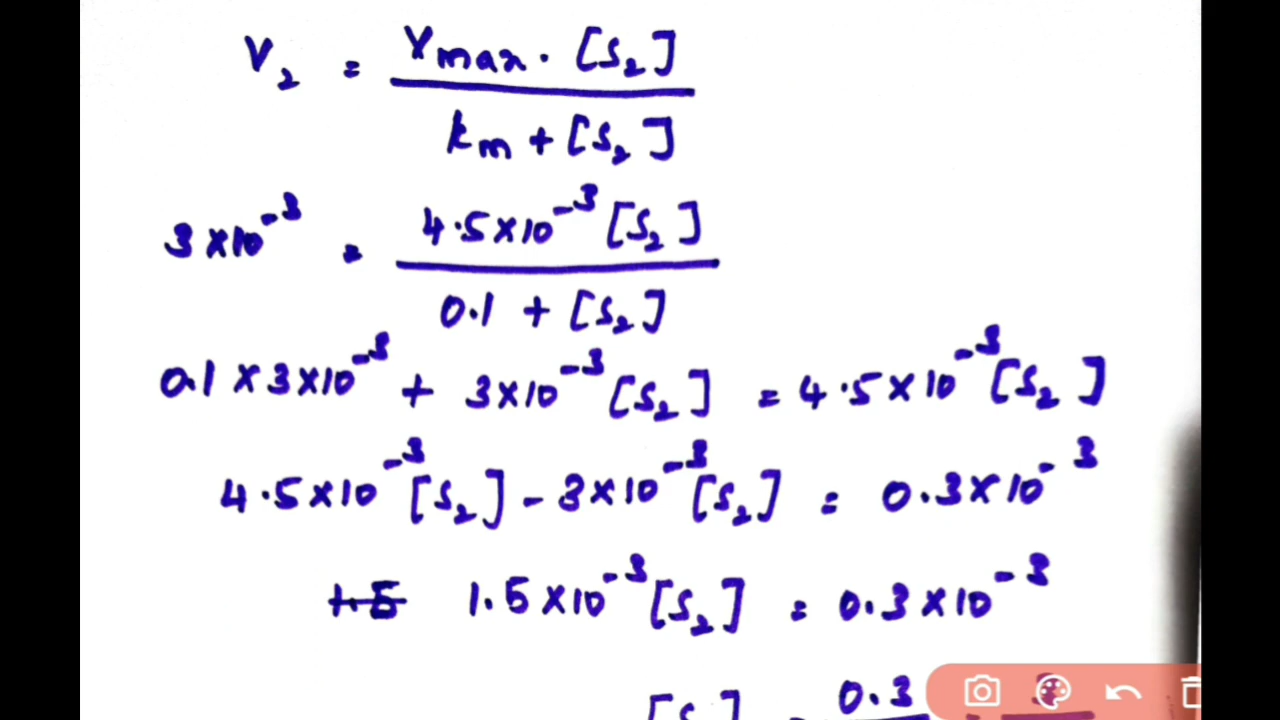 V₂ = Vmax · [S₂] / Km + [S₂]
3×10⁻³ = 4.5×10⁻³ [S₂] / 0.1 + [S₂]
0.1 × 3×10⁻³ + 3×10⁻³ [S₂] = 4.5×10⁻³ [S₂]
4.5×10⁻³ [S₂] - 3×10⁻³ [S₂] = 0.3×10⁻³
1.5 1.5×10⁻³ [S₂] = 0.3×10⁻³
= 0.3